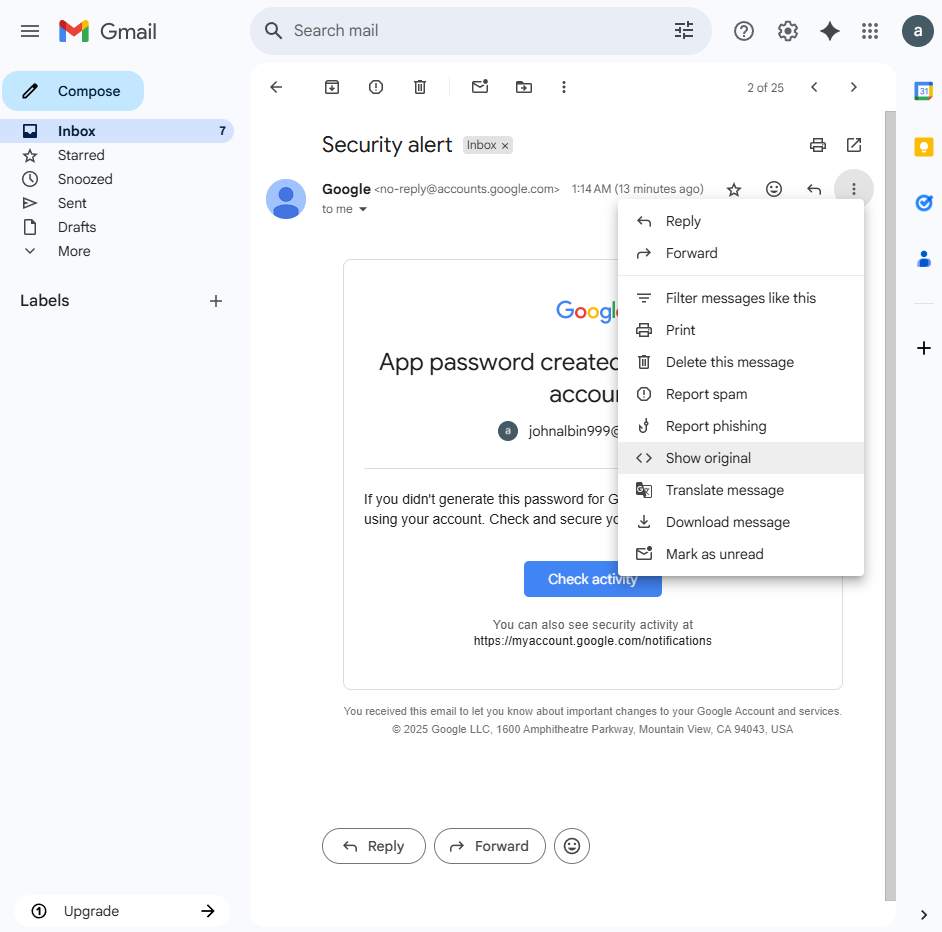 Gmail
Search mail
a
Compose
Inbox 7
Starred
Snoozed
Sent
Drafts
More
Labels
Upgrade
2 of 25
Security alert Inbox ×
Google <no-reply@accounts.google.com> 1:14 AM (13 minutes ago)
to me
Reply
Forward
Filter messages like this
Print
Delete this message
Report spam
Report phishing
Show original
Translate message
Download message
Mark as unread
Googl
App password created
accou
a johnalbin999@
If you didn't generate this password for G
using your account. Check and secure yo
Check activity
You can also see security activity at
https://myaccount.google.com/notifications
You received this email to let you know about important changes to your Google Account and services.
© 2025 Google LLC, 1600 Amphitheatre Parkway, Mountain View, CA 94043, USA
Reply Forward
31